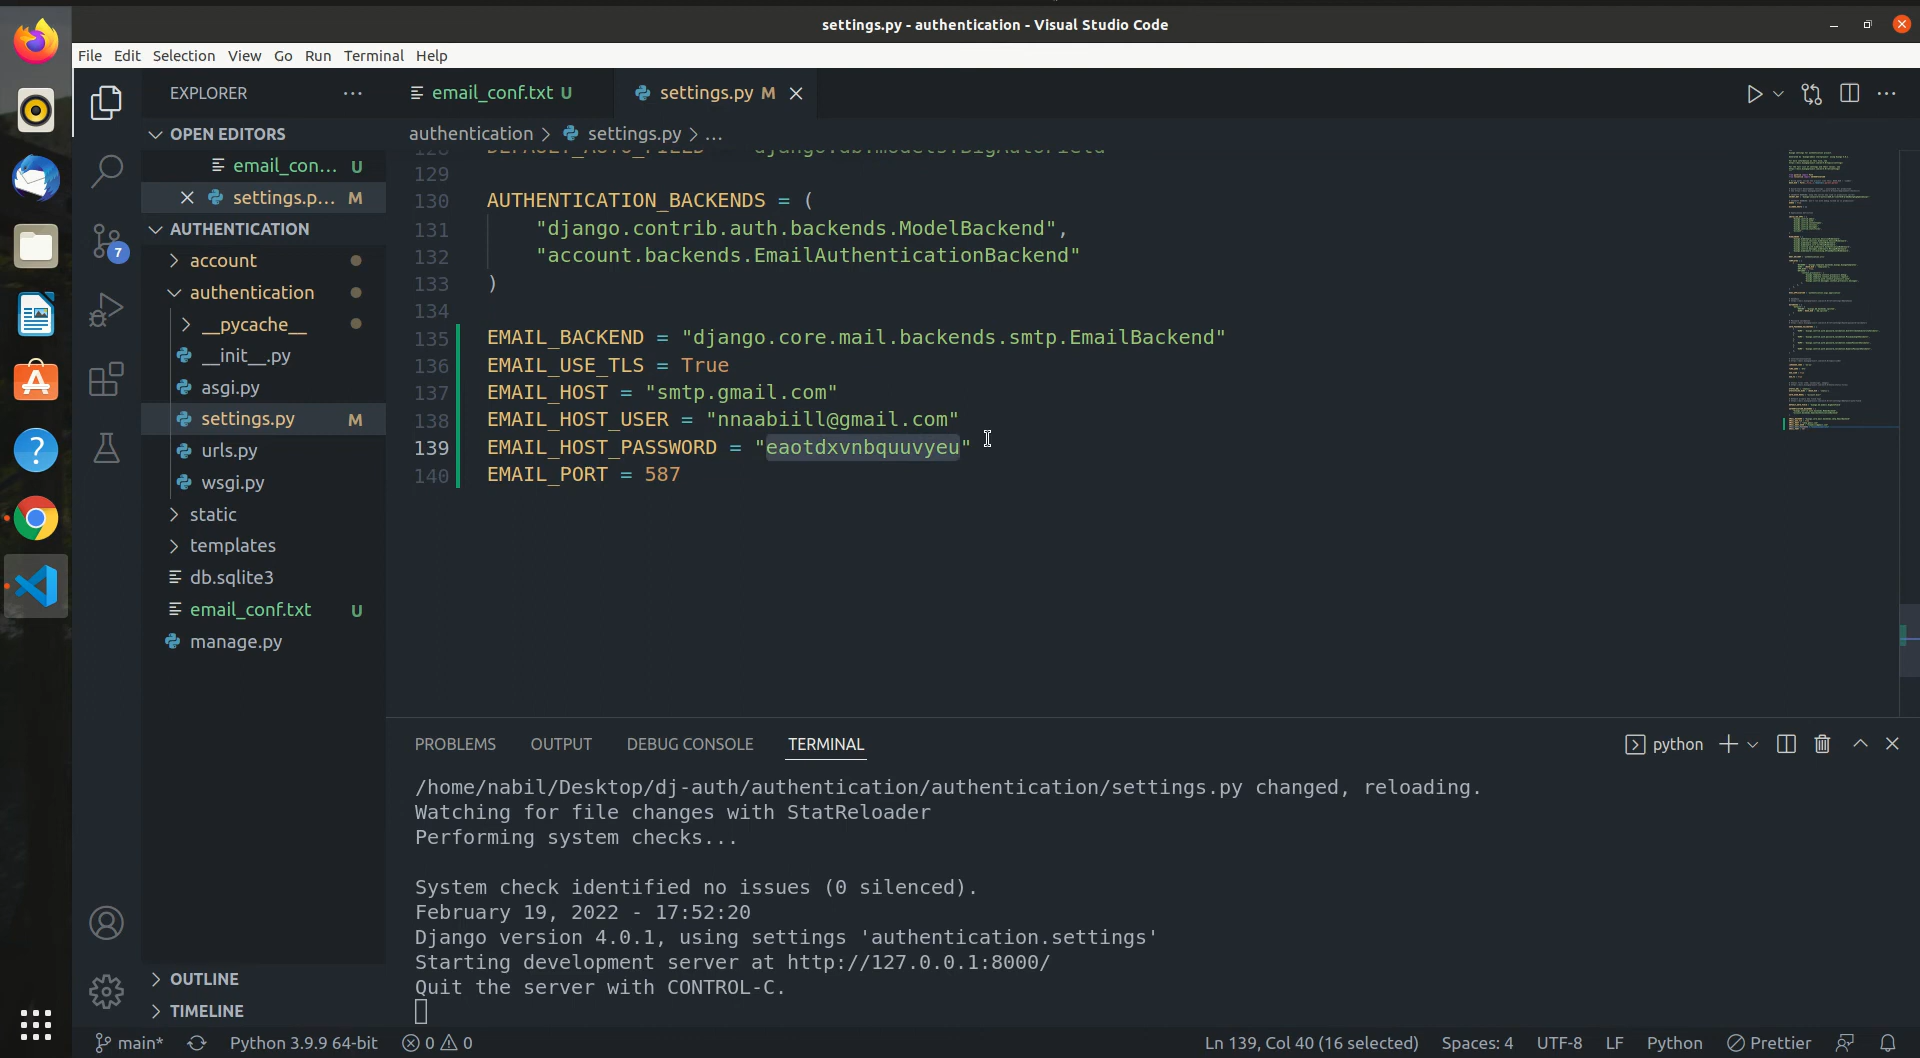 settings.py - authentication - Visual Studio Code
File Edit Selection View Go Run Terminal Help
EXPLORER ...
email_conf.txt U
settings.py M
OPEN EDITORS
authentication > settings.py > ...
email_con... U
settings.p... M
AUTHENTICATION
account
authentication
__pycache__
__init__.py
asgi.py
settings.py M
urls.py
wsgi.py
static
templates
db.sqlite3
email_conf.txt U
manage.py
OUTLINE
TIMELINE
7
128 DEFAULT_AUTO_FIELD = 'django.db.models.BigAutoField'
129
130 AUTHENTICATION_BACKENDS = (
131 "django.contrib.auth.backends.ModelBackend",
132 "account.backends.EmailAuthenticationBackend"
133 )
134
135 EMAIL_BACKEND = "django.core.mail.backends.smtp.EmailBackend"
136 EMAIL_USE_TLS = True
137 EMAIL_HOST = "smtp.gmail.com"
138 EMAIL_HOST_USER = "nnaabiill@gmail.com"
139 EMAIL_HOST_PASSWORD = "eaotdxvnbquuvyeu"
140 EMAIL_PORT = 587
PROBLEMS OUTPUT DEBUG CONSOLE TERMINAL
python
/home/nabil/Desktop/dj-auth/authentication/authentication/settings.py changed, reloading.
Watching for file changes with StatReloader
Performing system checks...
System check identified no issues (0 silenced).
February 19, 2022 - 17:52:20
Django version 4.0.1, using settings 'authentication.settings'
Starting development server at http://127.0.0.1:8000/
Quit the server with CONTROL-C.
main* Python 3.9.9 64-bit 0 0 Ln 139, Col 40 (16 selected) Spaces: 4 UTF-8 LF Python Prettier